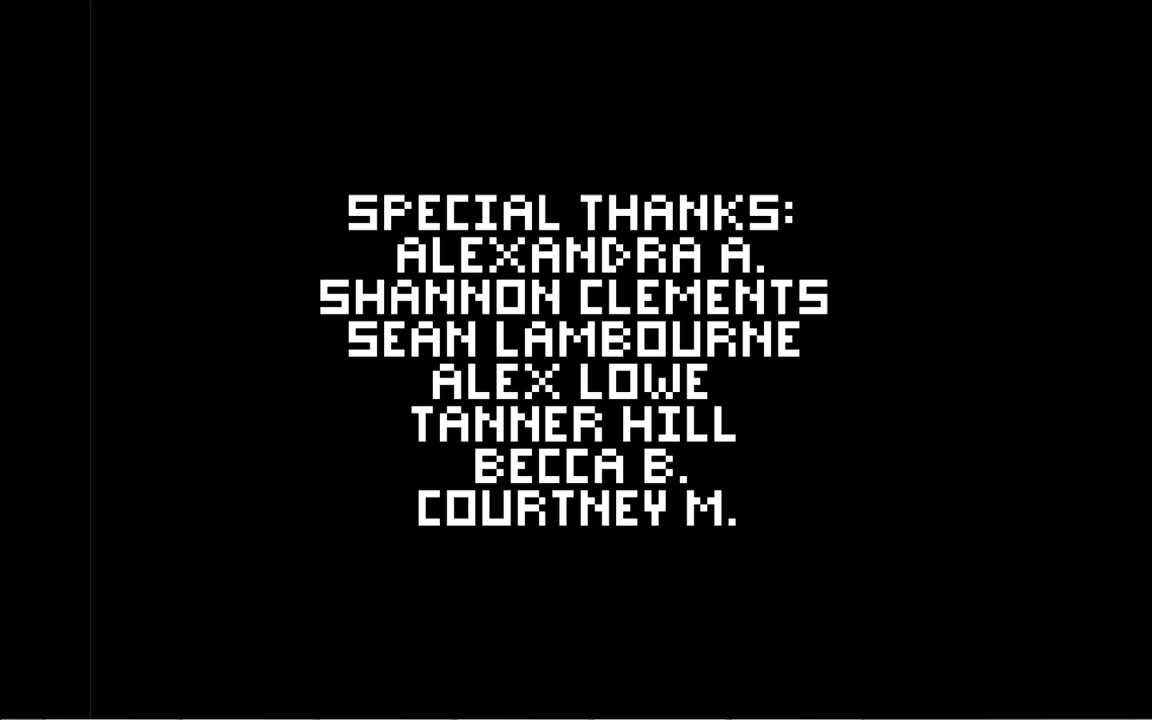 SPECIAL THANKS:
ALEXANDRA A.
SHANNON CLEMENTS
SEAN LAMBOURNE
ALEX LOWE
TANNER HILL
BECCA B.
COURTNEY M.